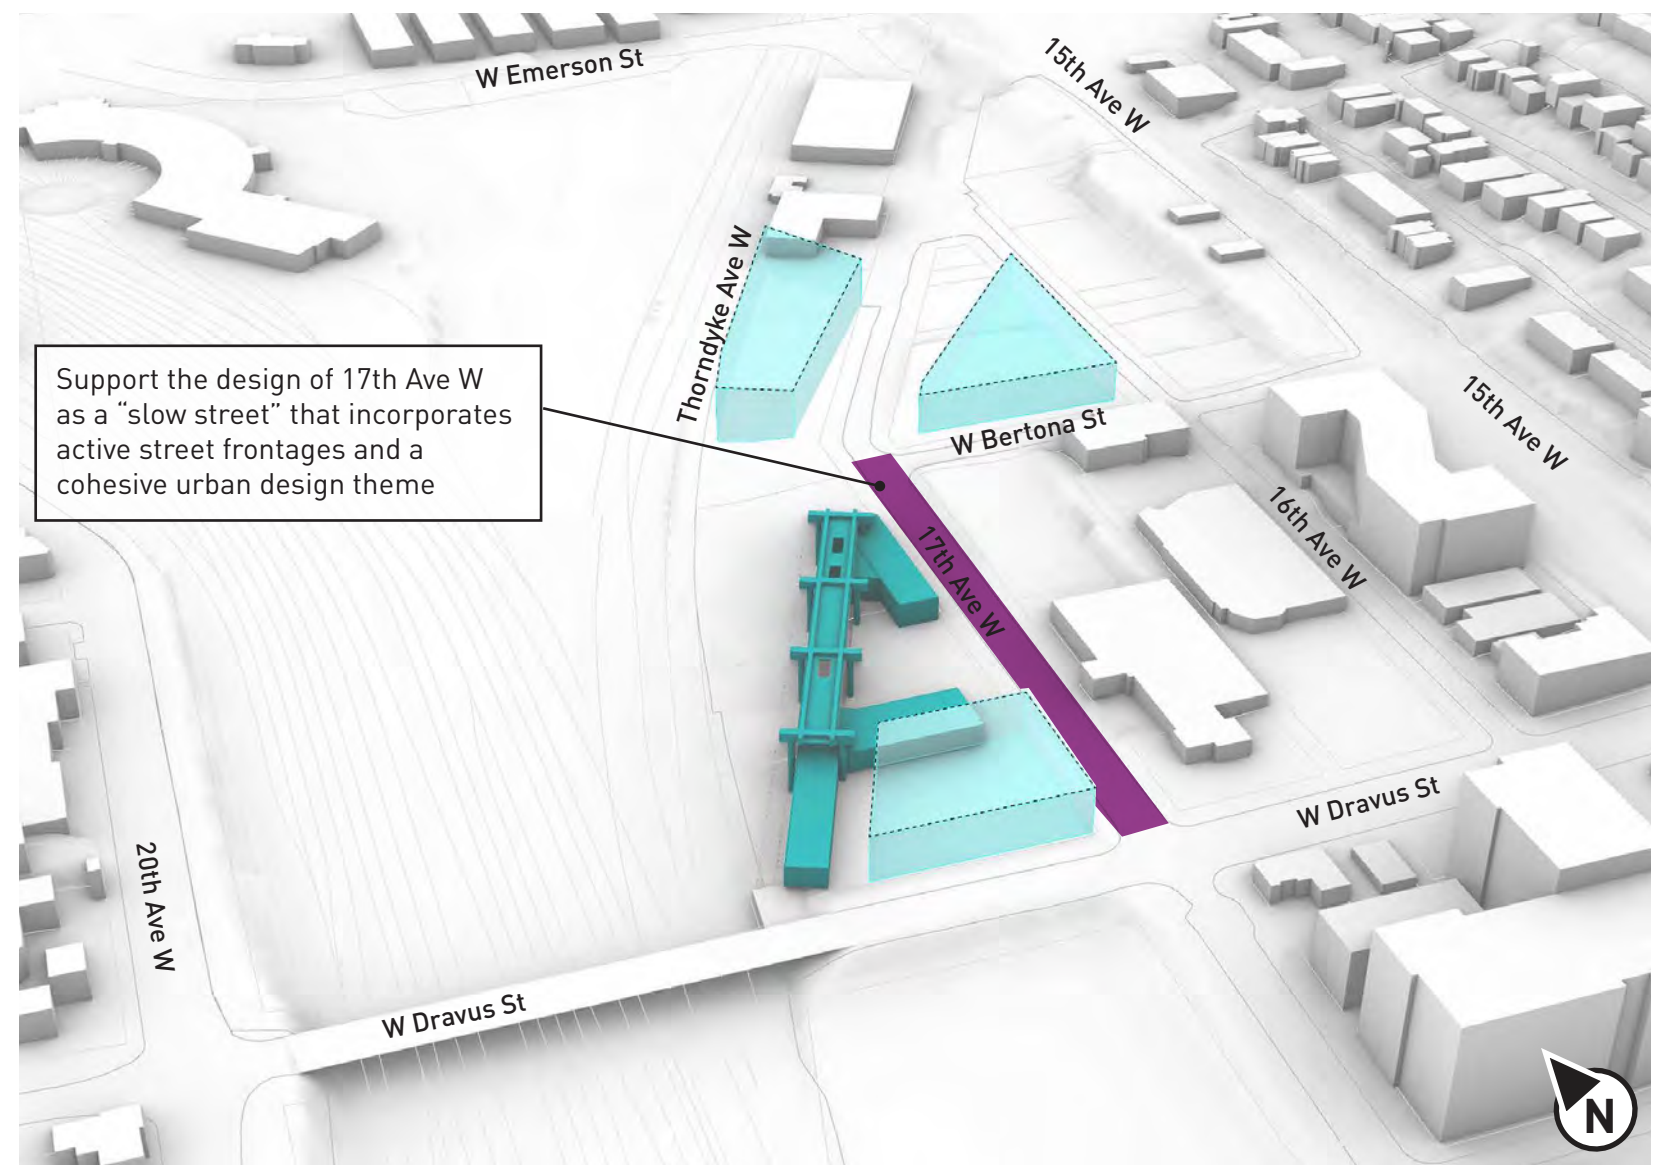 W Emerson St
15th Ave W
Thorndyke Ave W
Support the design of 17th Ave W
as a “slow street” that incorporates
active street frontages and a
cohesive urban design theme
W Bertona St
15th Ave W
16th Ave W
17th Ave W
W Dravus St
20th Ave W
W Dravus St
N